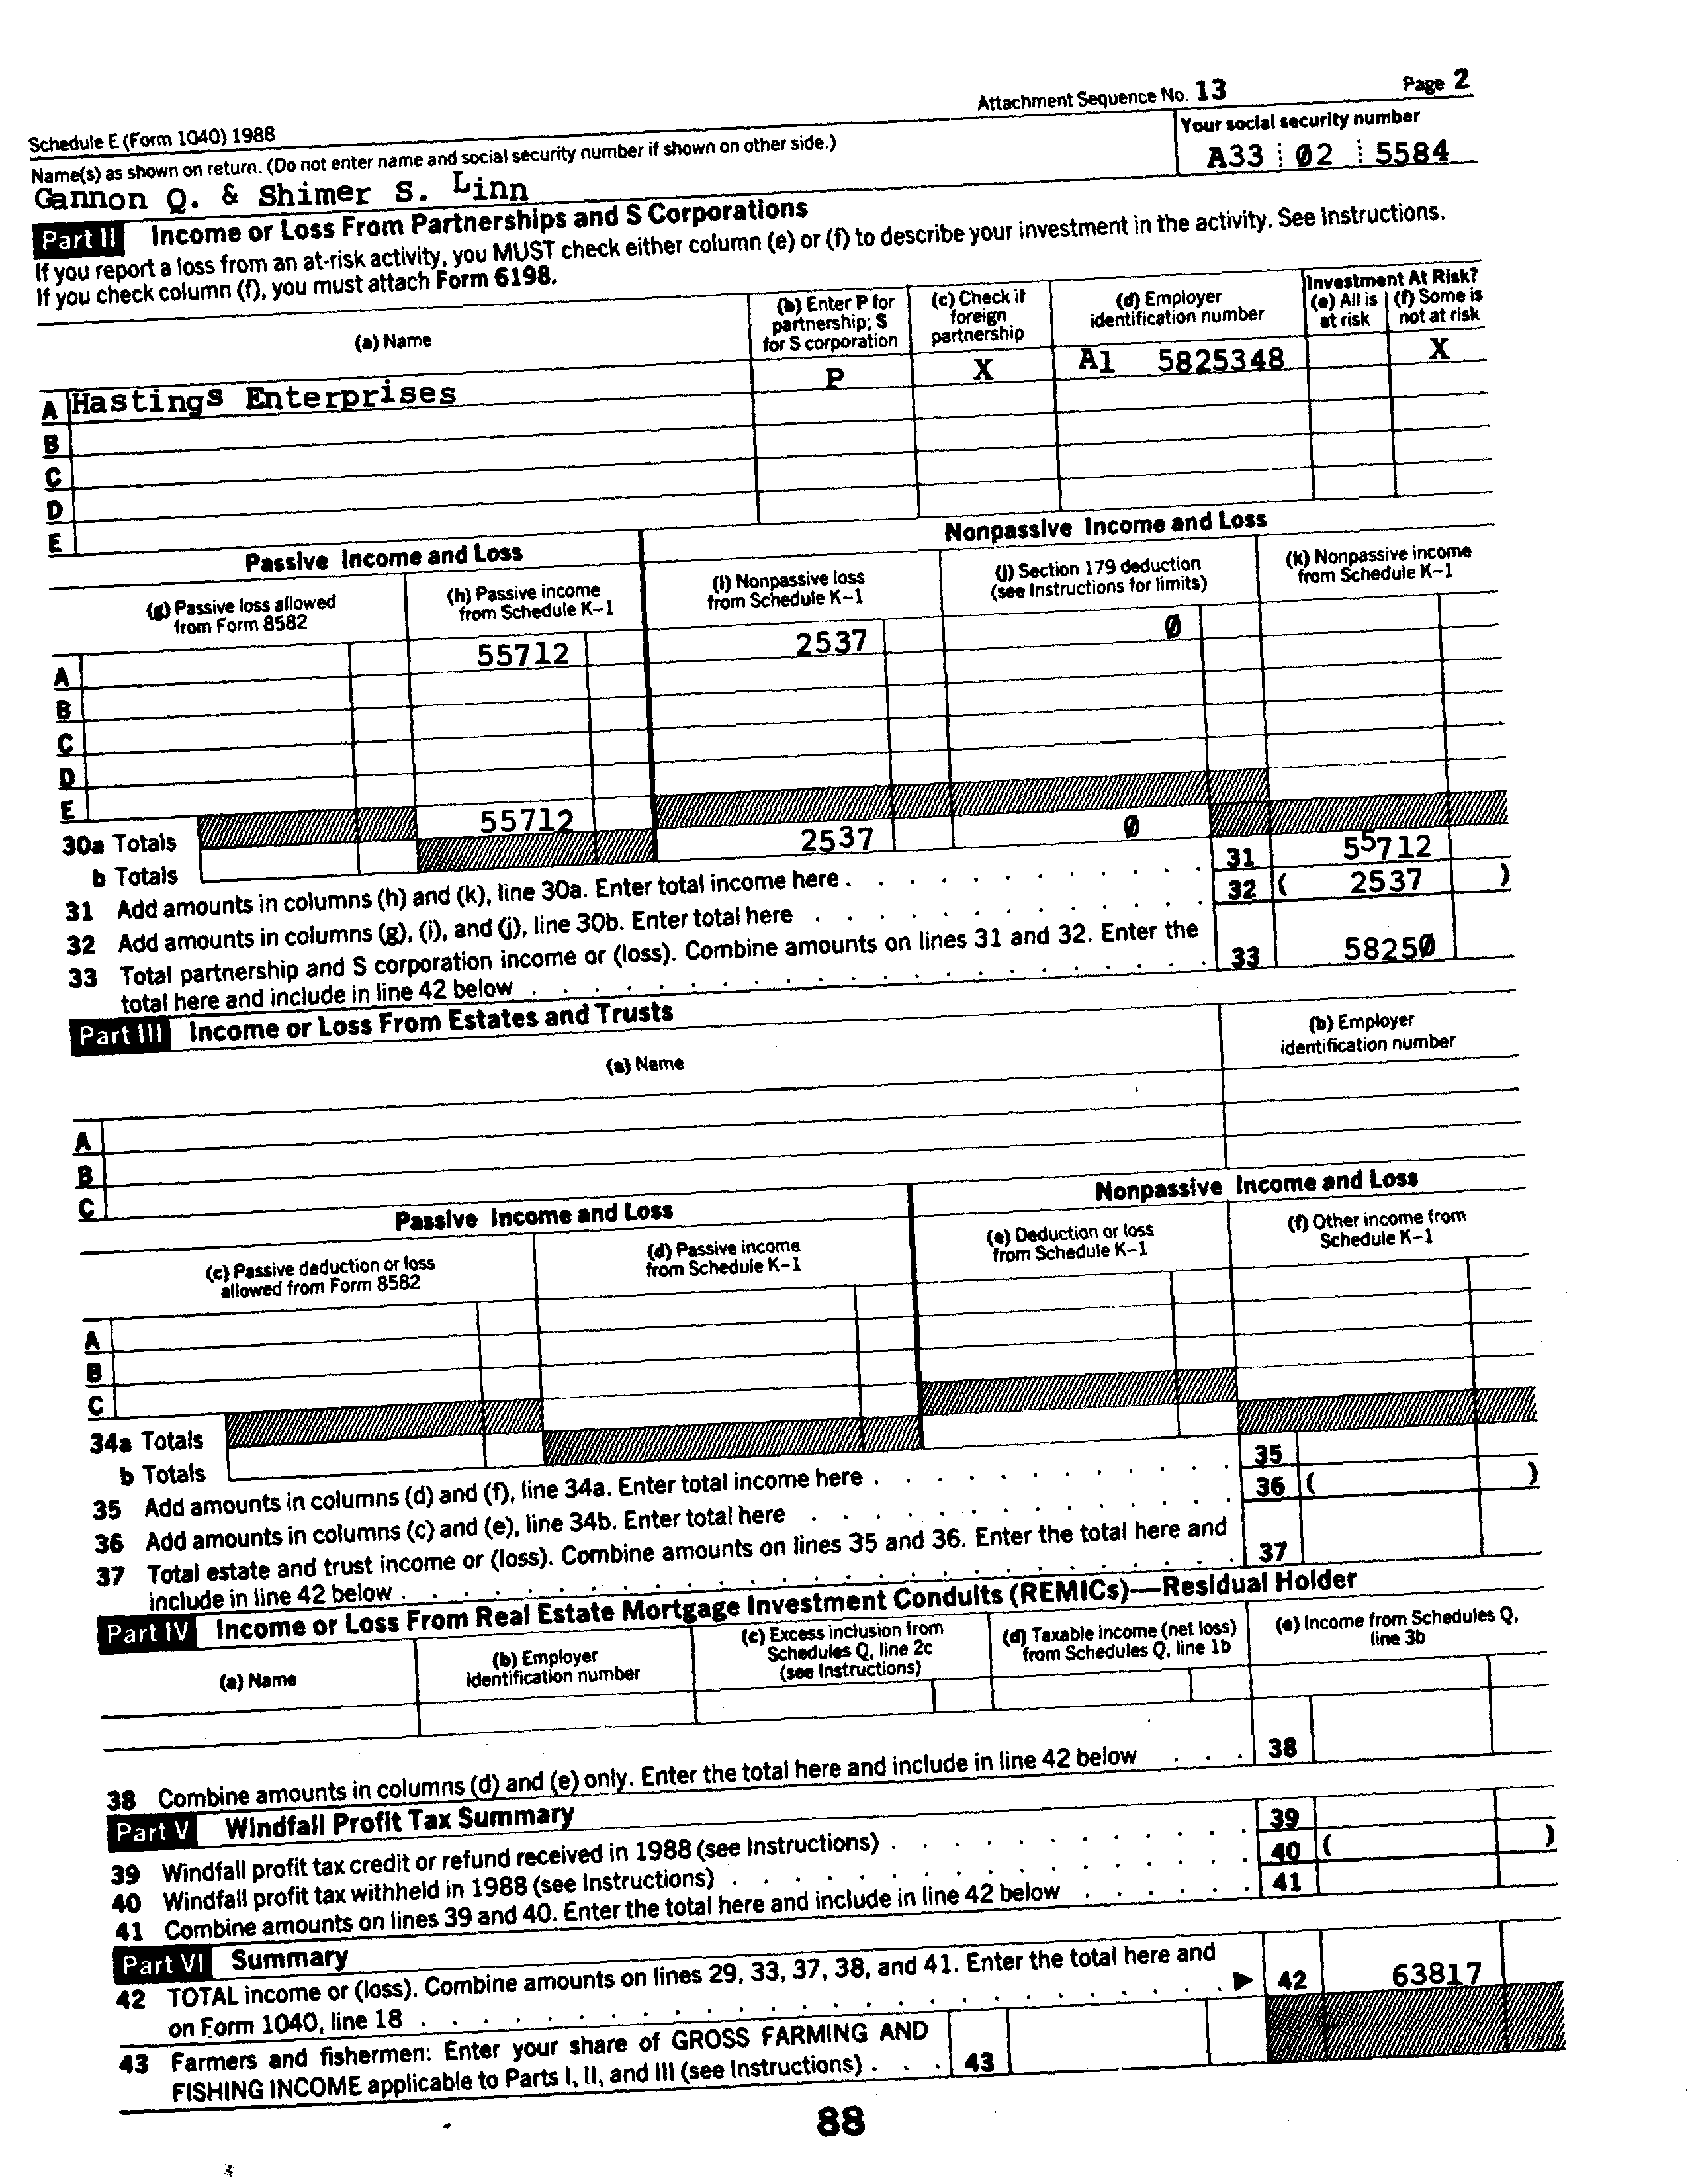 Attachment Sequence No. 13 Page 2
Schedule E (Form 1040) 1988
Name(s) as shown on return. (Do not enter name and social security number if shown on other side.) Your social security number
Gannon Q. & Shimer S. Linn A33 02 5584
Part II Income or Loss From Partnerships and S Corporations
If you report a loss from an at-risk activity, you MUST check either column (e) or (f) to describe your investment in the activity. See Instructions.
If you check column (f), you must attach Form 6198.
(a) Name
(b) Enter P for partnership; S for S corporation
(c) Check if foreign partnership
(d) Employer identification number
Investment At Risk?
(e) All is at risk
(f) Some is not at risk
A Hastings Enterprises P X A1 5825348 X
B
C
D
E
Passive Income and Loss
Nonpassive Income and Loss
(g) Passive loss allowed from Form 8582
(h) Passive income from Schedule K-1
(i) Nonpassive loss from Schedule K-1
(j) Section 179 deduction (see Instructions for limits)
(k) Nonpassive income from Schedule K-1
A 55712 2537 0
B
C
D
E
30a Totals 55712
b Totals 2537 0
31 Add amounts in columns (h) and (k), line 30a. Enter total income here . 31 55712
32 Add amounts in columns (g), (i), and (j), line 30b. Enter total here 32 ( 2537 )
33 Total partnership and S corporation income or (loss). Combine amounts on lines 31 and 32. Enter the
total here and include in line 42 below 33 58250
Part III Income or Loss From Estates and Trusts
(a) Name
(b) Employer identification number
A
B
C
Passive Income and Loss
Nonpassive Income and Loss
(c) Passive deduction or loss allowed from Form 8582
(d) Passive income from Schedule K-1
(e) Deduction or loss from Schedule K-1
(f) Other income from Schedule K-1
A
B
C
34a Totals
b Totals
35 Add amounts in columns (d) and (f), line 34a. Enter total income here . 35
36 Add amounts in columns (c) and (e), line 34b. Enter total here 36 ( )
37 Total estate and trust income or (loss). Combine amounts on lines 35 and 36. Enter the total here and
include in line 42 below . 37
Part IV Income or Loss From Real Estate Mortgage Investment Conduits (REMICs)—Residual Holder
(a) Name
(b) Employer identification number
(c) Excess inclusion from Schedules Q, line 2c (see Instructions)
(d) Taxable income (net loss) from Schedules Q, line 1b
(e) Income from Schedules Q, line 3b
38 Combine amounts in columns (d) and (e) only. Enter the total here and include in line 42 below 38
Part V Windfall Profit Tax Summary
39 Windfall profit tax credit or refund received in 1988 (see Instructions) . 39
40 Windfall profit tax withheld in 1988 (see Instructions) 40 ( )
41 Combine amounts on lines 39 and 40. Enter the total here and include in line 42 below 41
Part VI Summary
42 TOTAL income or (loss). Combine amounts on lines 29, 33, 37, 38, and 41. Enter the total here and
on Form 1040, line 18 ▶ 42 63817
43 Farmers and fishermen: Enter your share of GROSS FARMING AND
FISHING INCOME applicable to Parts I, II, and III (see Instructions) . 43
88